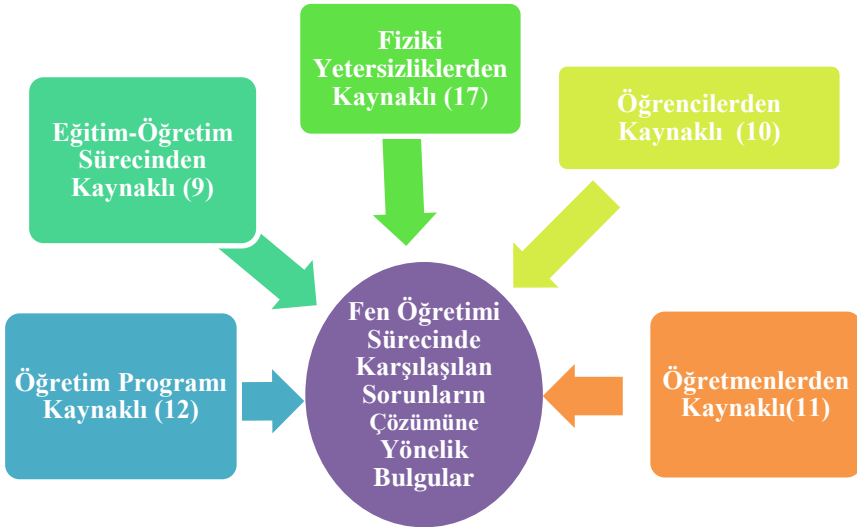 Fiziki
Yetersizliklerden
Kaynaklı (17)
Öğrencilerden
Kaynaklı (10)
Eğitim-Öğretim
Sürecinden
Kaynaklı (9)
Fen Öğretimi
Sürecinde
Karşılaşılan
Sorunların
Çözümüne
Yönelik
Bulgular
Öğretim Programı
Kaynaklı (12)
Öğretmenlerden
Kaynaklı(11)